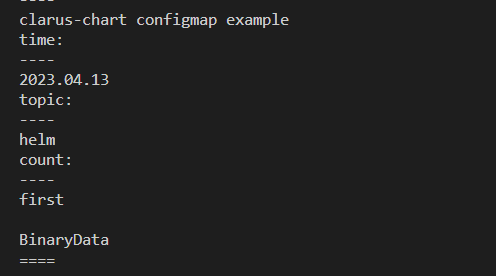 ----
clarus-chart configmap example
time:
----
2023.04.13
topic:
----
helm
count:
----
first
BinaryData
====